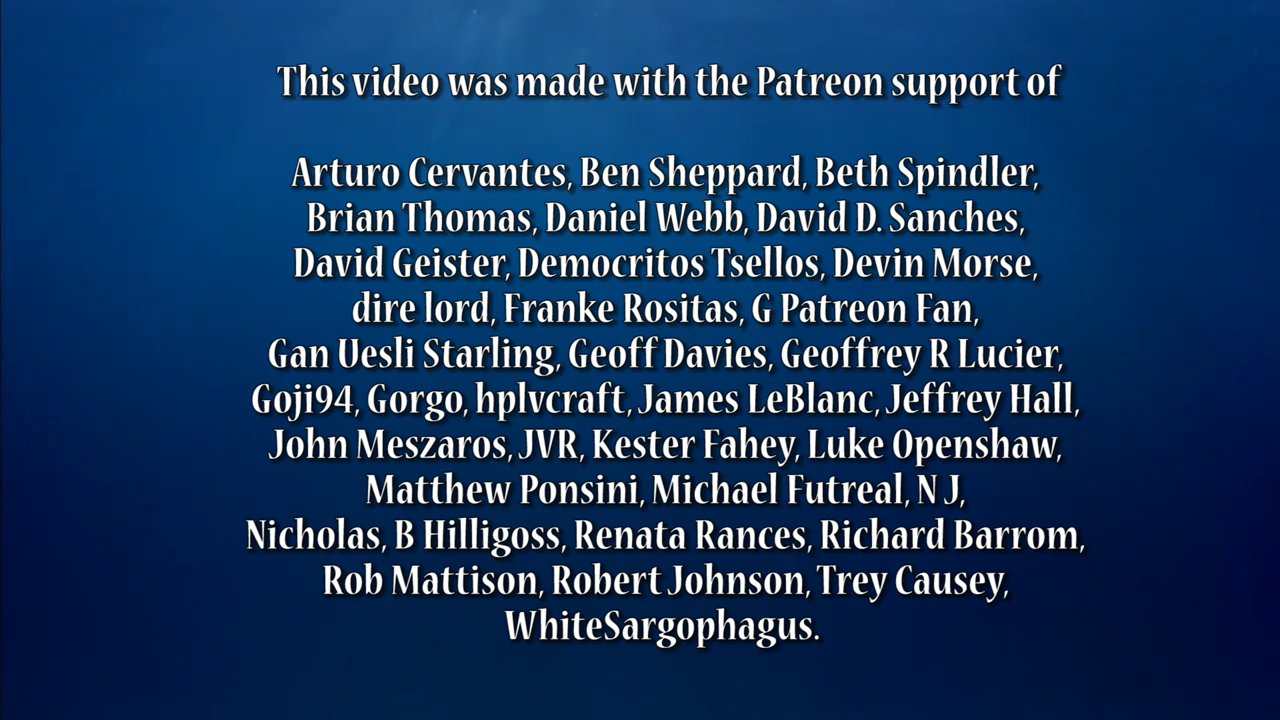 This video was made with the Patreon support of
Arturo Cervantes, Ben Sheppard, Beth Spindler,
Brian Thomas, Daniel Webb, David D. Sanches,
David Geister, Democritos Tsellos, Devin Morse,
dire lord, Franke Rositas, G Patreon Fan,
Gan Uesli Starling, Geoff Davies, Geoffrey R Lucier,
Goji94, Gorgo, hplvcraft, James LeBlanc, Jeffrey Hall,
John Meszaros, JVR, Kester Fahey, Luke Openshaw,
Matthew Ponsini, Michael Futreal, N J,
Nicholas, B Hilligoss, Renata Rances, Richard Barrom,
Rob Mattison, Robert Johnson, Trey Causey,
WhiteSargophagus.